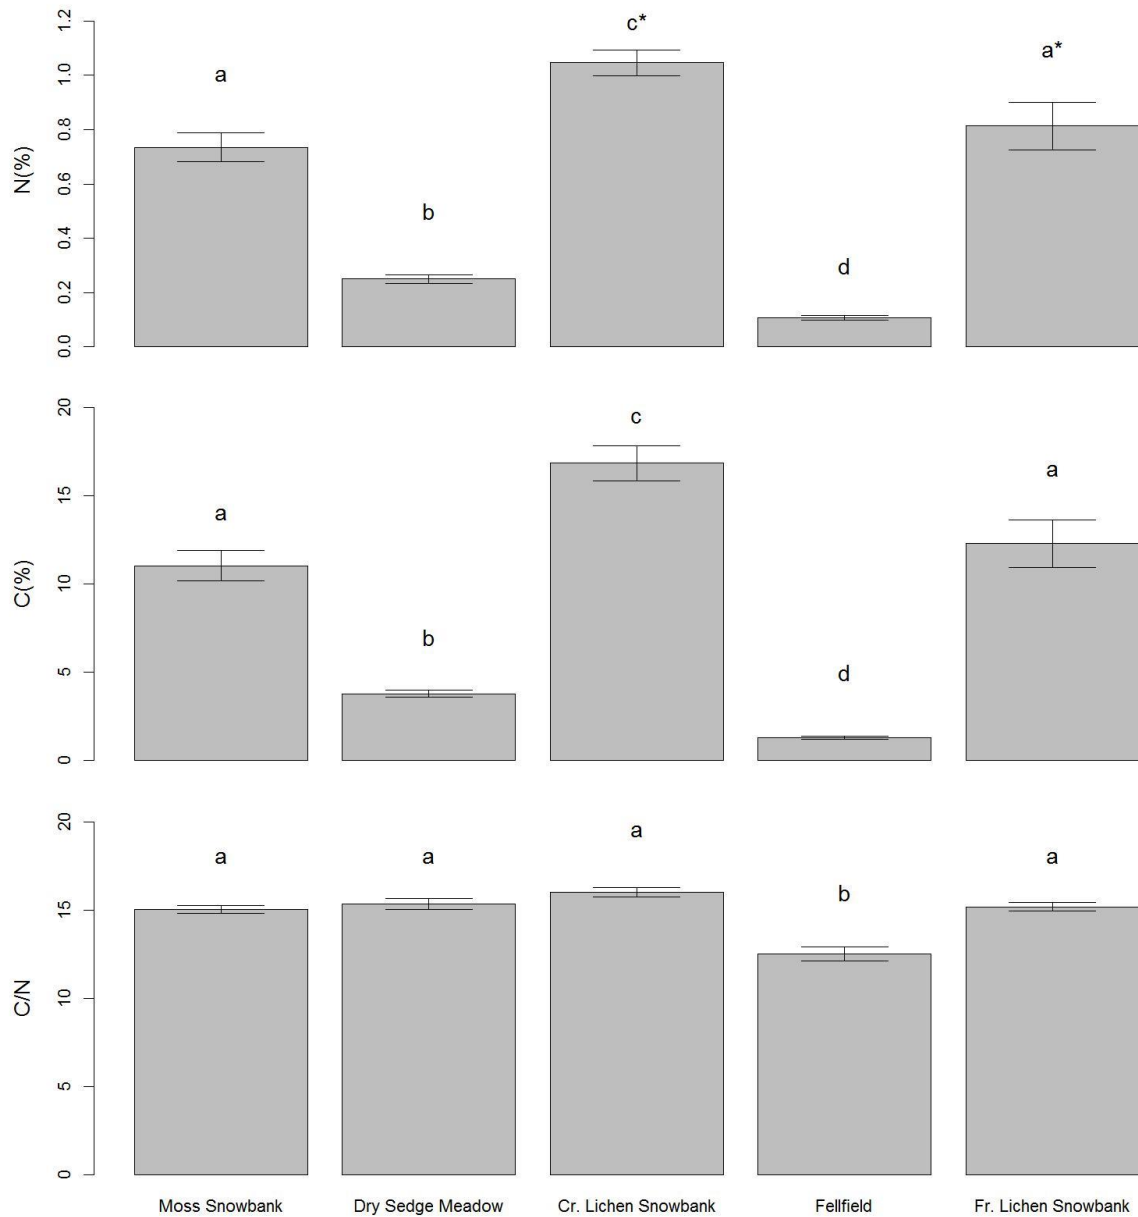 N(%)
0.0 0.2 0.4 0.6 0.8 1.0 1.2
a b c* d a*
C(%)
0 5 10 15 20
a b c d a
C/N
0 5 10 15 20
a a a b a
Moss Snowbank Dry Sedge Meadow Cr. Lichen Snowbank Fellfield Fr. Lichen Snowbank